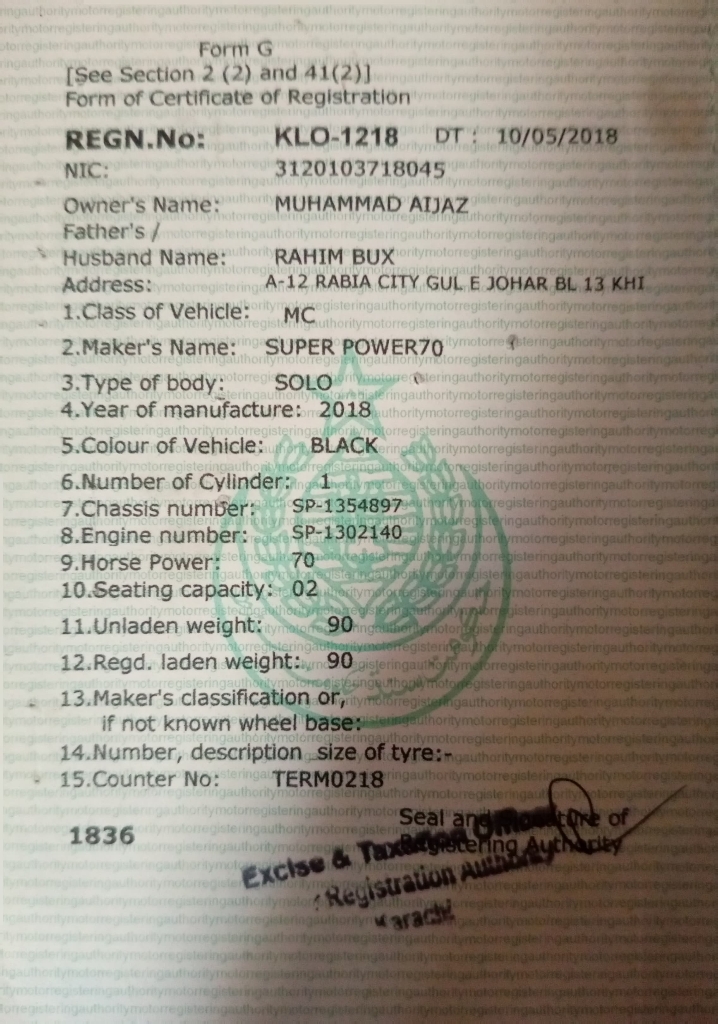 Form G
[See Section 2 (2) and 41(2)]
Form of Certificate of Registration
REGN.No: KLO-1218 DT : 10/05/2018
NIC: 3120103718045
Owner's Name: MUHAMMAD AIJAZ
Father's /
Husband Name: RAHIM BUX
Address: A-12 RABIA CITY GUL E JOHAR BL 13 KHI
1.Class of Vehicle: MC
2.Maker's Name: SUPER POWER70
3.Type of body: SOLO
4.Year of manufacture: 2018
5.Colour of Vehicle: BLACK
6.Number of Cylinder: 1
7.Chassis number: SP-1354897
8.Engine number: SP-1302140
9.Horse Power: 70
10.Seating capacity: 02
11.Unladen weight: 90
12.Regd. laden weight: 90
13.Maker's classification or,
if not known wheel base:
14.Number, description size of tyre:-
15.Counter No: TERM0218
1836
Seal and Signature of
Registering Authority
Excise & Taxation Officer
Registration Authority
Karachi